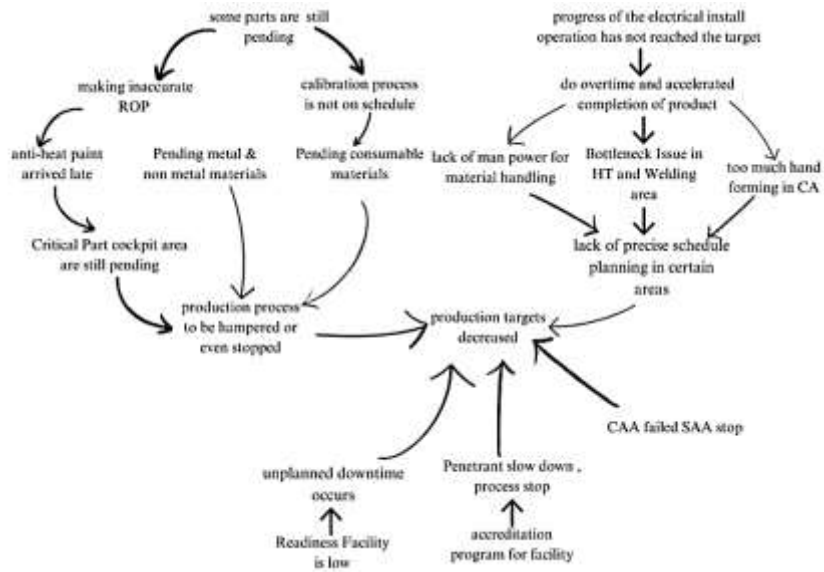 some parts are still
pending
progress of the electrical install
operation has not reached the target
making inaccurate
ROP
calibration process
is not on schedule
do overtime and accelerated
completion of product
anti-heat paint
arrived late
Pending metal &
non metal materials
Pending consumable
materials
lack of man power for
material handling
Bottleneck Issue in
HT and Welding
area
too much hand
forming in CA
Critical Part cockpit area
are still pending
lack of precise schedule
planning in certain
areas
production process
to be hampered or
even stopped
production targets
decreased
CAA failed SAA stop
unplanned downtime
occurs
Penetrant slow down ,
process stop
Readiness Facility
is low
accreditation
program for facility